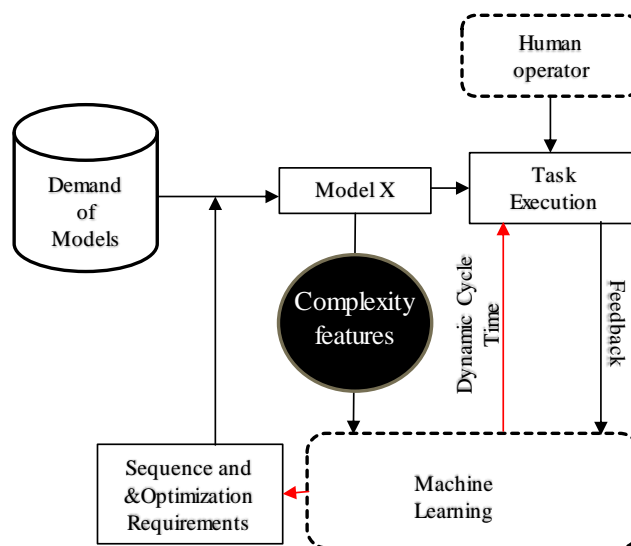 Human
operator
Demand
of
Models
Model X
Task
Execution
Complexity
features
Dynamic Cycle
Time
Feedback
Sequence and
&Optimization
Requirements
Machine
Learning